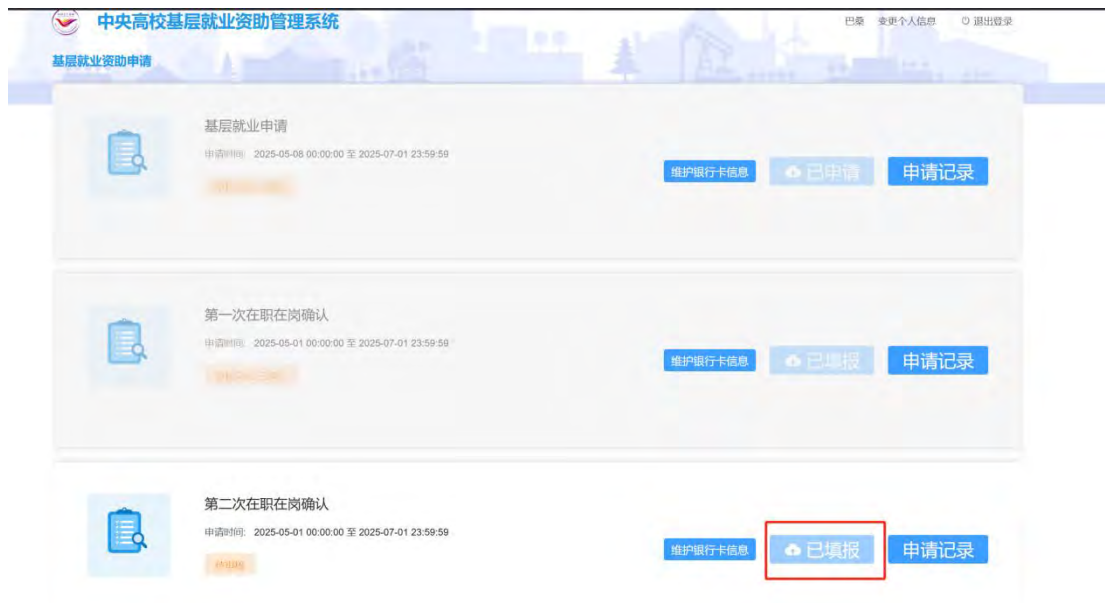 中央高校基层就业资助管理系统
巴桑 变更个人信息 退出登录
基层就业资助申请
基层就业申请
申请时间: 2025-05-08 00:00:00 至 2025-07-01 23:59:59
维护银行卡信息 已申请 申请记录
第一次在职在岗确认
申请时间: 2025-05-01 00:00:00 至 2025-07-01 23:59:59
维护银行卡信息 已填报 申请记录
第二次在职在岗确认
申请时间: 2025-05-01 00:00:00 至 2025-07-01 23:59:59
维护银行卡信息 已填报 申请记录